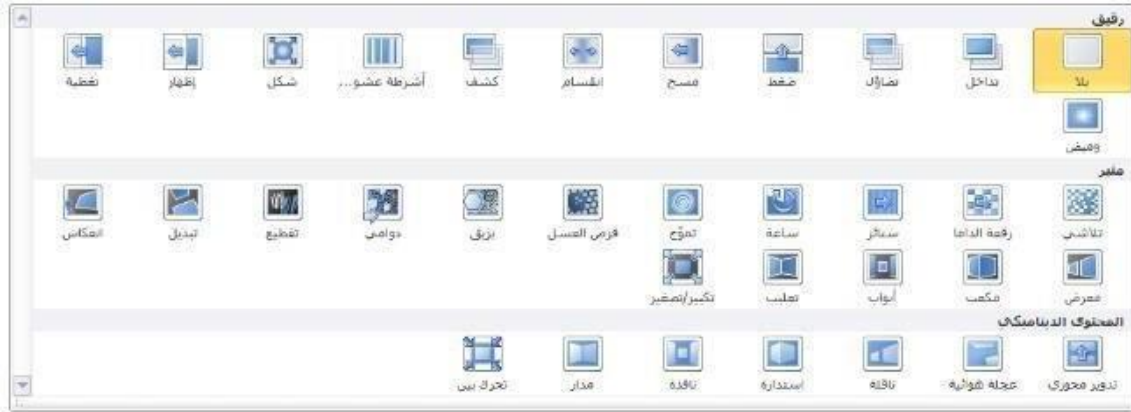 رقيق
بلا تداخل تضاؤل ضغط مسح انقسام كشف أشرطة عشو... شكل إظهار تغطية
وميض
مثير
تلاشي رقعة الداما ستائر ساعة تموّج قرص العسل بريق دوامي تقطيع تبديل انعكاس
معرض مكعب أبواب تعليب تكبير/تصغير
المحتوى الديناميكي
تدوير محوري عجلة هوائية ناقلة استدارة نافذة مدار تحرك بين